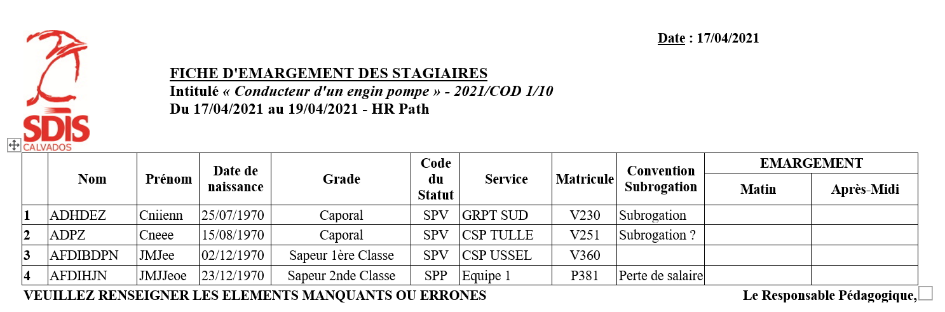 Date : 17/04/2021
FICHE D'EMARGEMENT DES STAGIAIRES
Intitulé « Conducteur d'un engin pompe » - 2021/COD 1/10
Du 17/04/2021 au 19/04/2021 - HR Path
SDIS
CALVADOS
Nom Prénom Date de naissance Grade Code du Statut Service Matricule Convention Subrogation EMARGEMENT
Matin Après-Midi
1 ADHDEZ Cniienn 25/07/1970 Caporal SPV GRPT SUD V230 Subrogation
2 ADPZ Cneee 15/08/1970 Caporal SPV CSP TULLE V251 Subrogation ?
3 AFDIBDPN JMJee 02/12/1970 Sapeur 1ère Classe SPV CSP USSEL V360
4 AFDIHJN JMJJeoe 23/12/1970 Sapeur 2nde Classe SPP Equipe 1 P381 Perte de salaire
VEUILLEZ RENSEIGNER LES ELEMENTS MANQUANTS OU ERRONES Le Responsable Pédagogique,